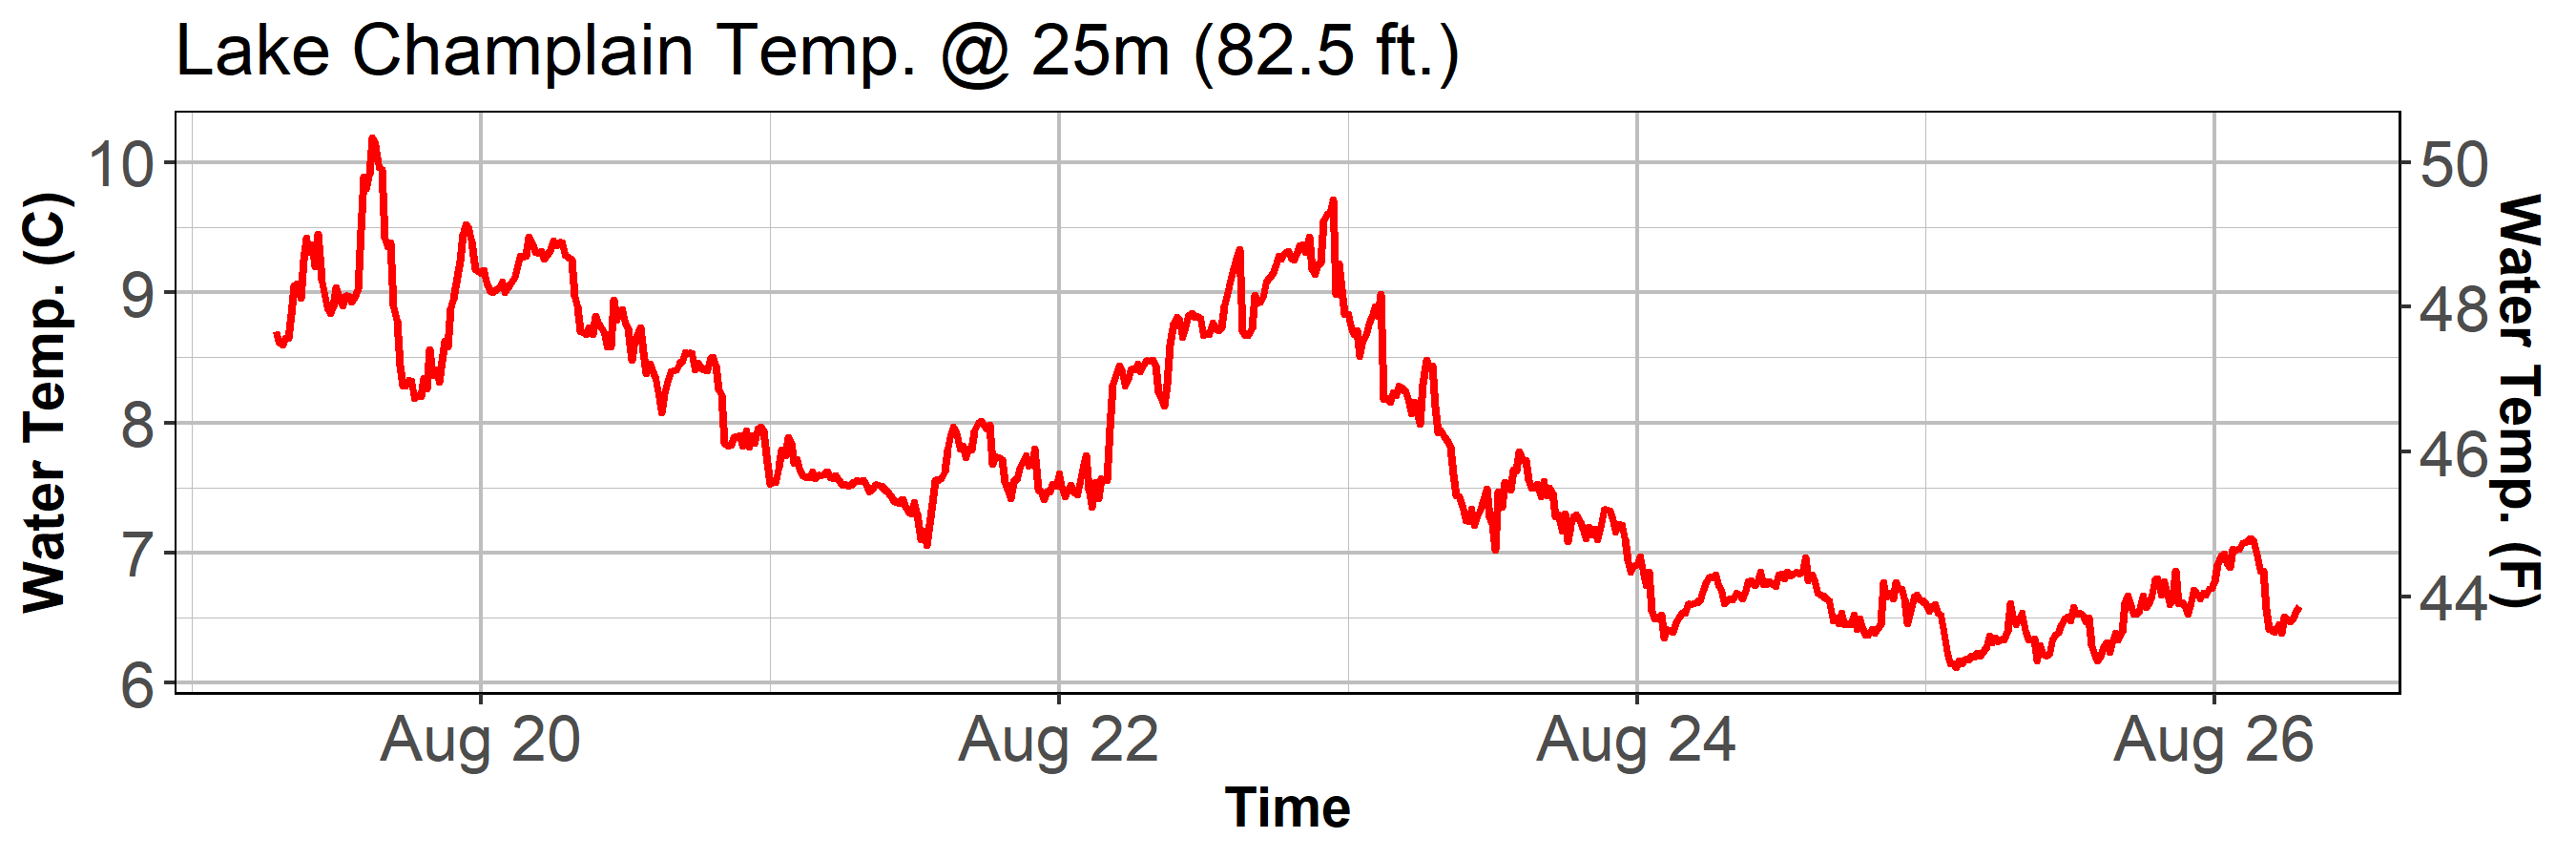 Lake Champlain Temp. @ 25m (82.5 ft.)
Water Temp. (C)
10
9
8
7
6
50
48
46
44
Water Temp. (F)
Aug 20
Aug 22
Aug 24
Aug 26
Time